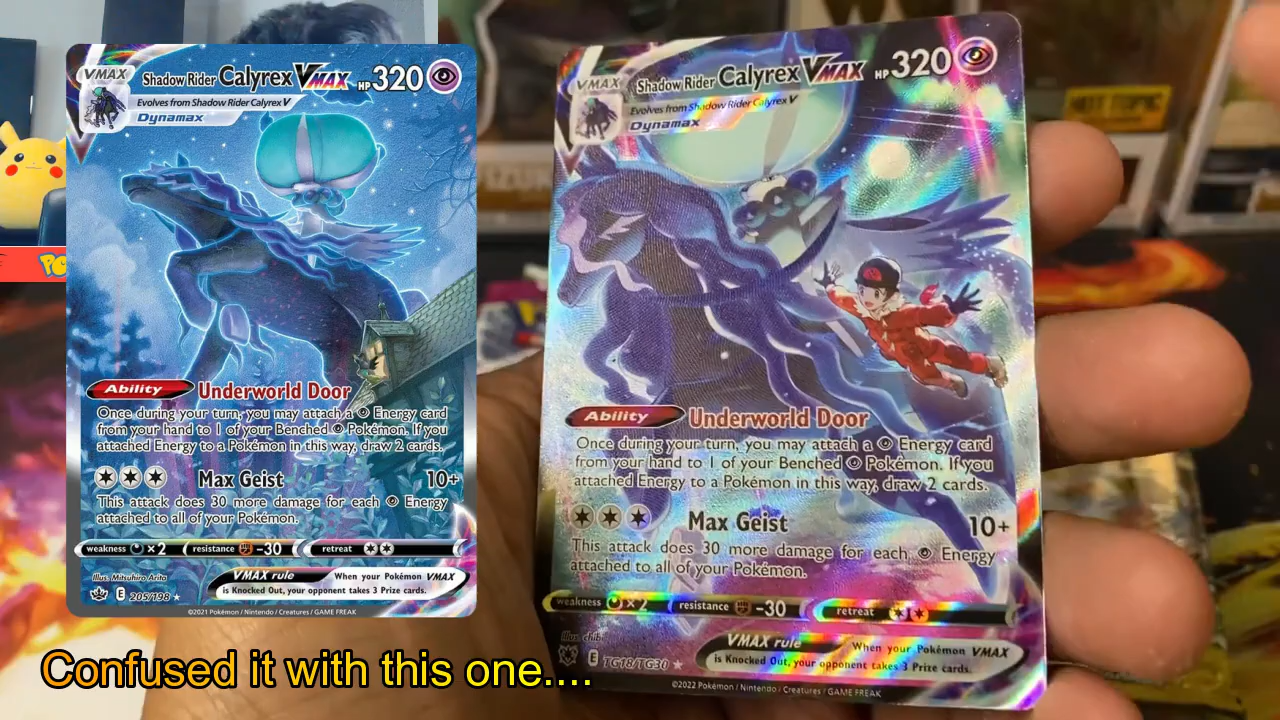 VMAX
Shadow Rider Calyrex VMAX HP 320
Evolves from Shadow Rider Calyrex V
Dynamax
Ability Underworld Door
Once during your turn, you may attach a Energy card
from your hand to 1 of your Benched Pokémon. If you
attached Energy to a Pokémon in this way, draw 2 cards.
Max Geist 10+
This attack does 30 more damage for each Energy
attached to all of your Pokémon.
weakness ×2 resistance -30 retreat
Illus. Mitsuhiro Arita
E 205/198
VMAX rule When your Pokémon VMAX
is Knocked Out, your opponent takes 3 Prize cards.
©2021 Pokémon / Nintendo / Creatures / GAME FREAK
VMAX
Shadow Rider Calyrex VMAX HP 320
Evolves from Shadow Rider Calyrex V
Dynamax
Ability Underworld Door
Once during your turn, you may attach a Energy card
from your hand to 1 of your Benched Pokémon. If you
attached Energy to a Pokémon in this way, draw 2 cards.
Max Geist 10+
This attack does 30 more damage for each Energy
attached to all of your Pokémon.
weakness ×2 resistance -30 retreat
Illus. chibi
E TG18/TG30
VMAX rule When your Pokémon VMAX
is Knocked Out, your opponent takes 3 Prize cards.
©2022 Pokémon / Nintendo / Creatures / GAME FREAK
Confused it with this one....